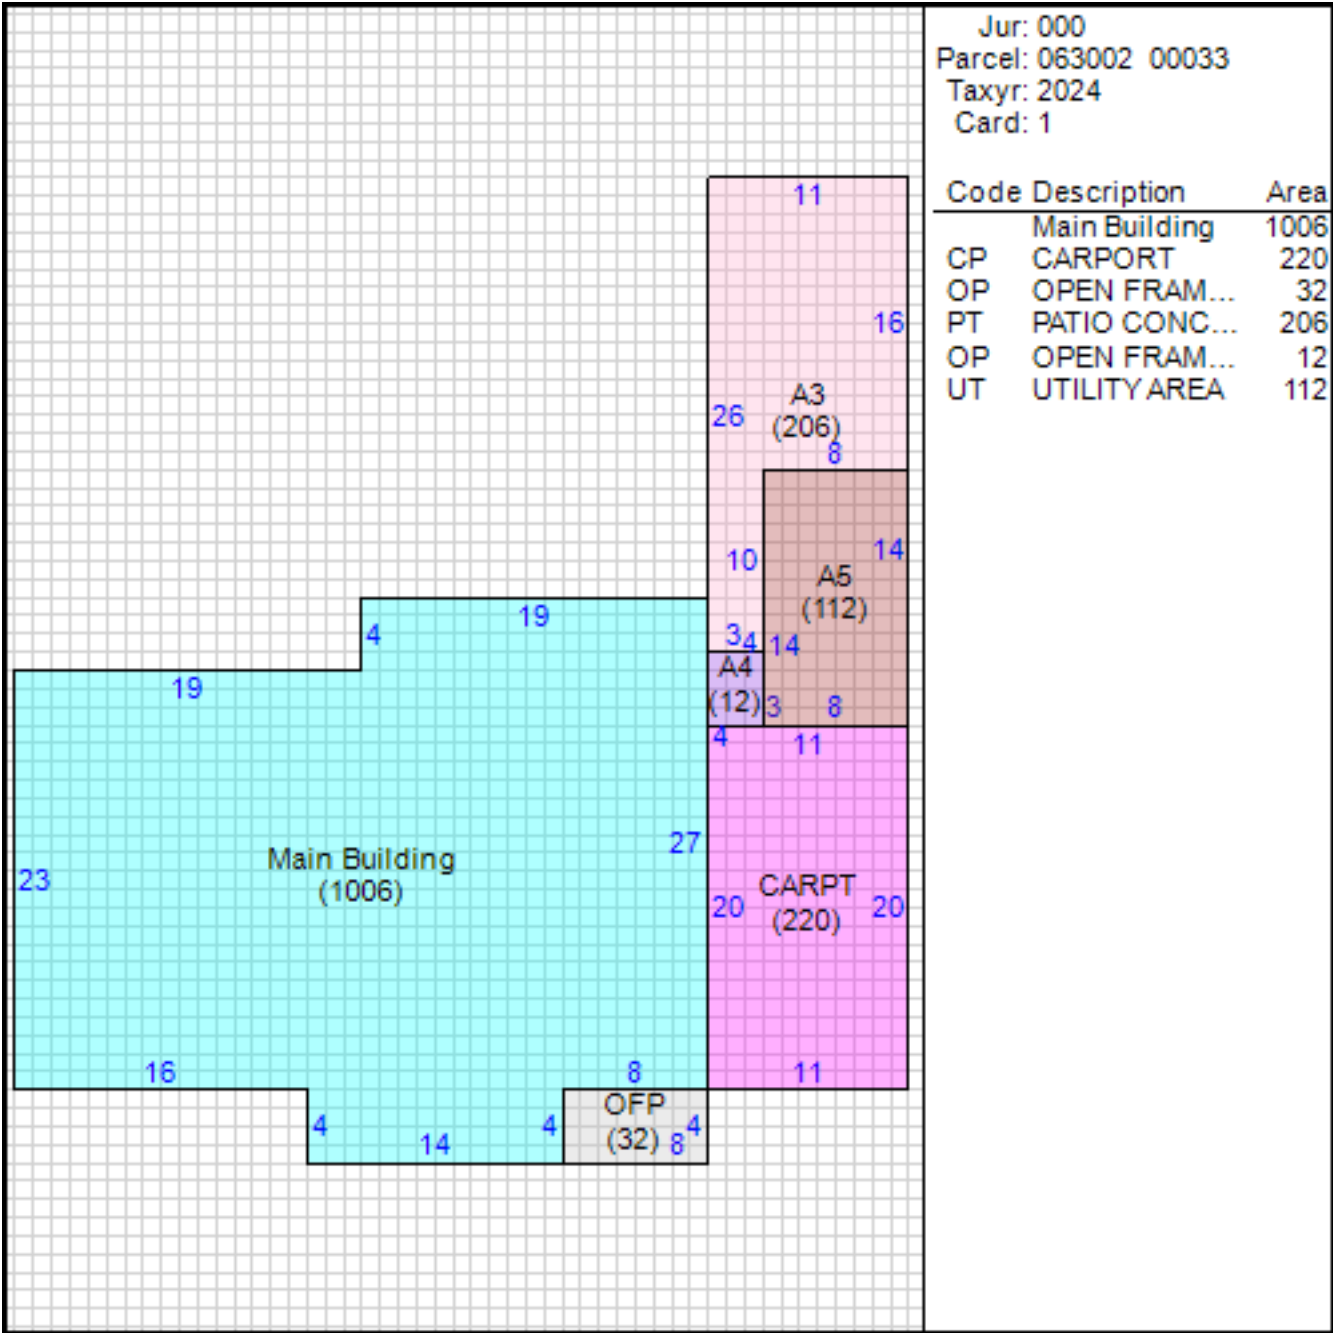 Jur: 000
Parcel: 063002 00033
Taxyr: 2024
Card: 1
Code Description Area
Main Building 1006
CP CARPORT 220
OP OPEN FRAM... 32
PT PATIO CONC... 206
OP OPEN FRAM... 12
UT UTILITY AREA 112
11
16
26
A3
(206)
8
10
14
A5
(112)
19
4
3
4
14
A4
(12)
3
8
19
4
11
27
Main Building
(1006)
23
CARPT
(220)
20
20
16
8
11
OFP
(32)
4
14
4
8
4